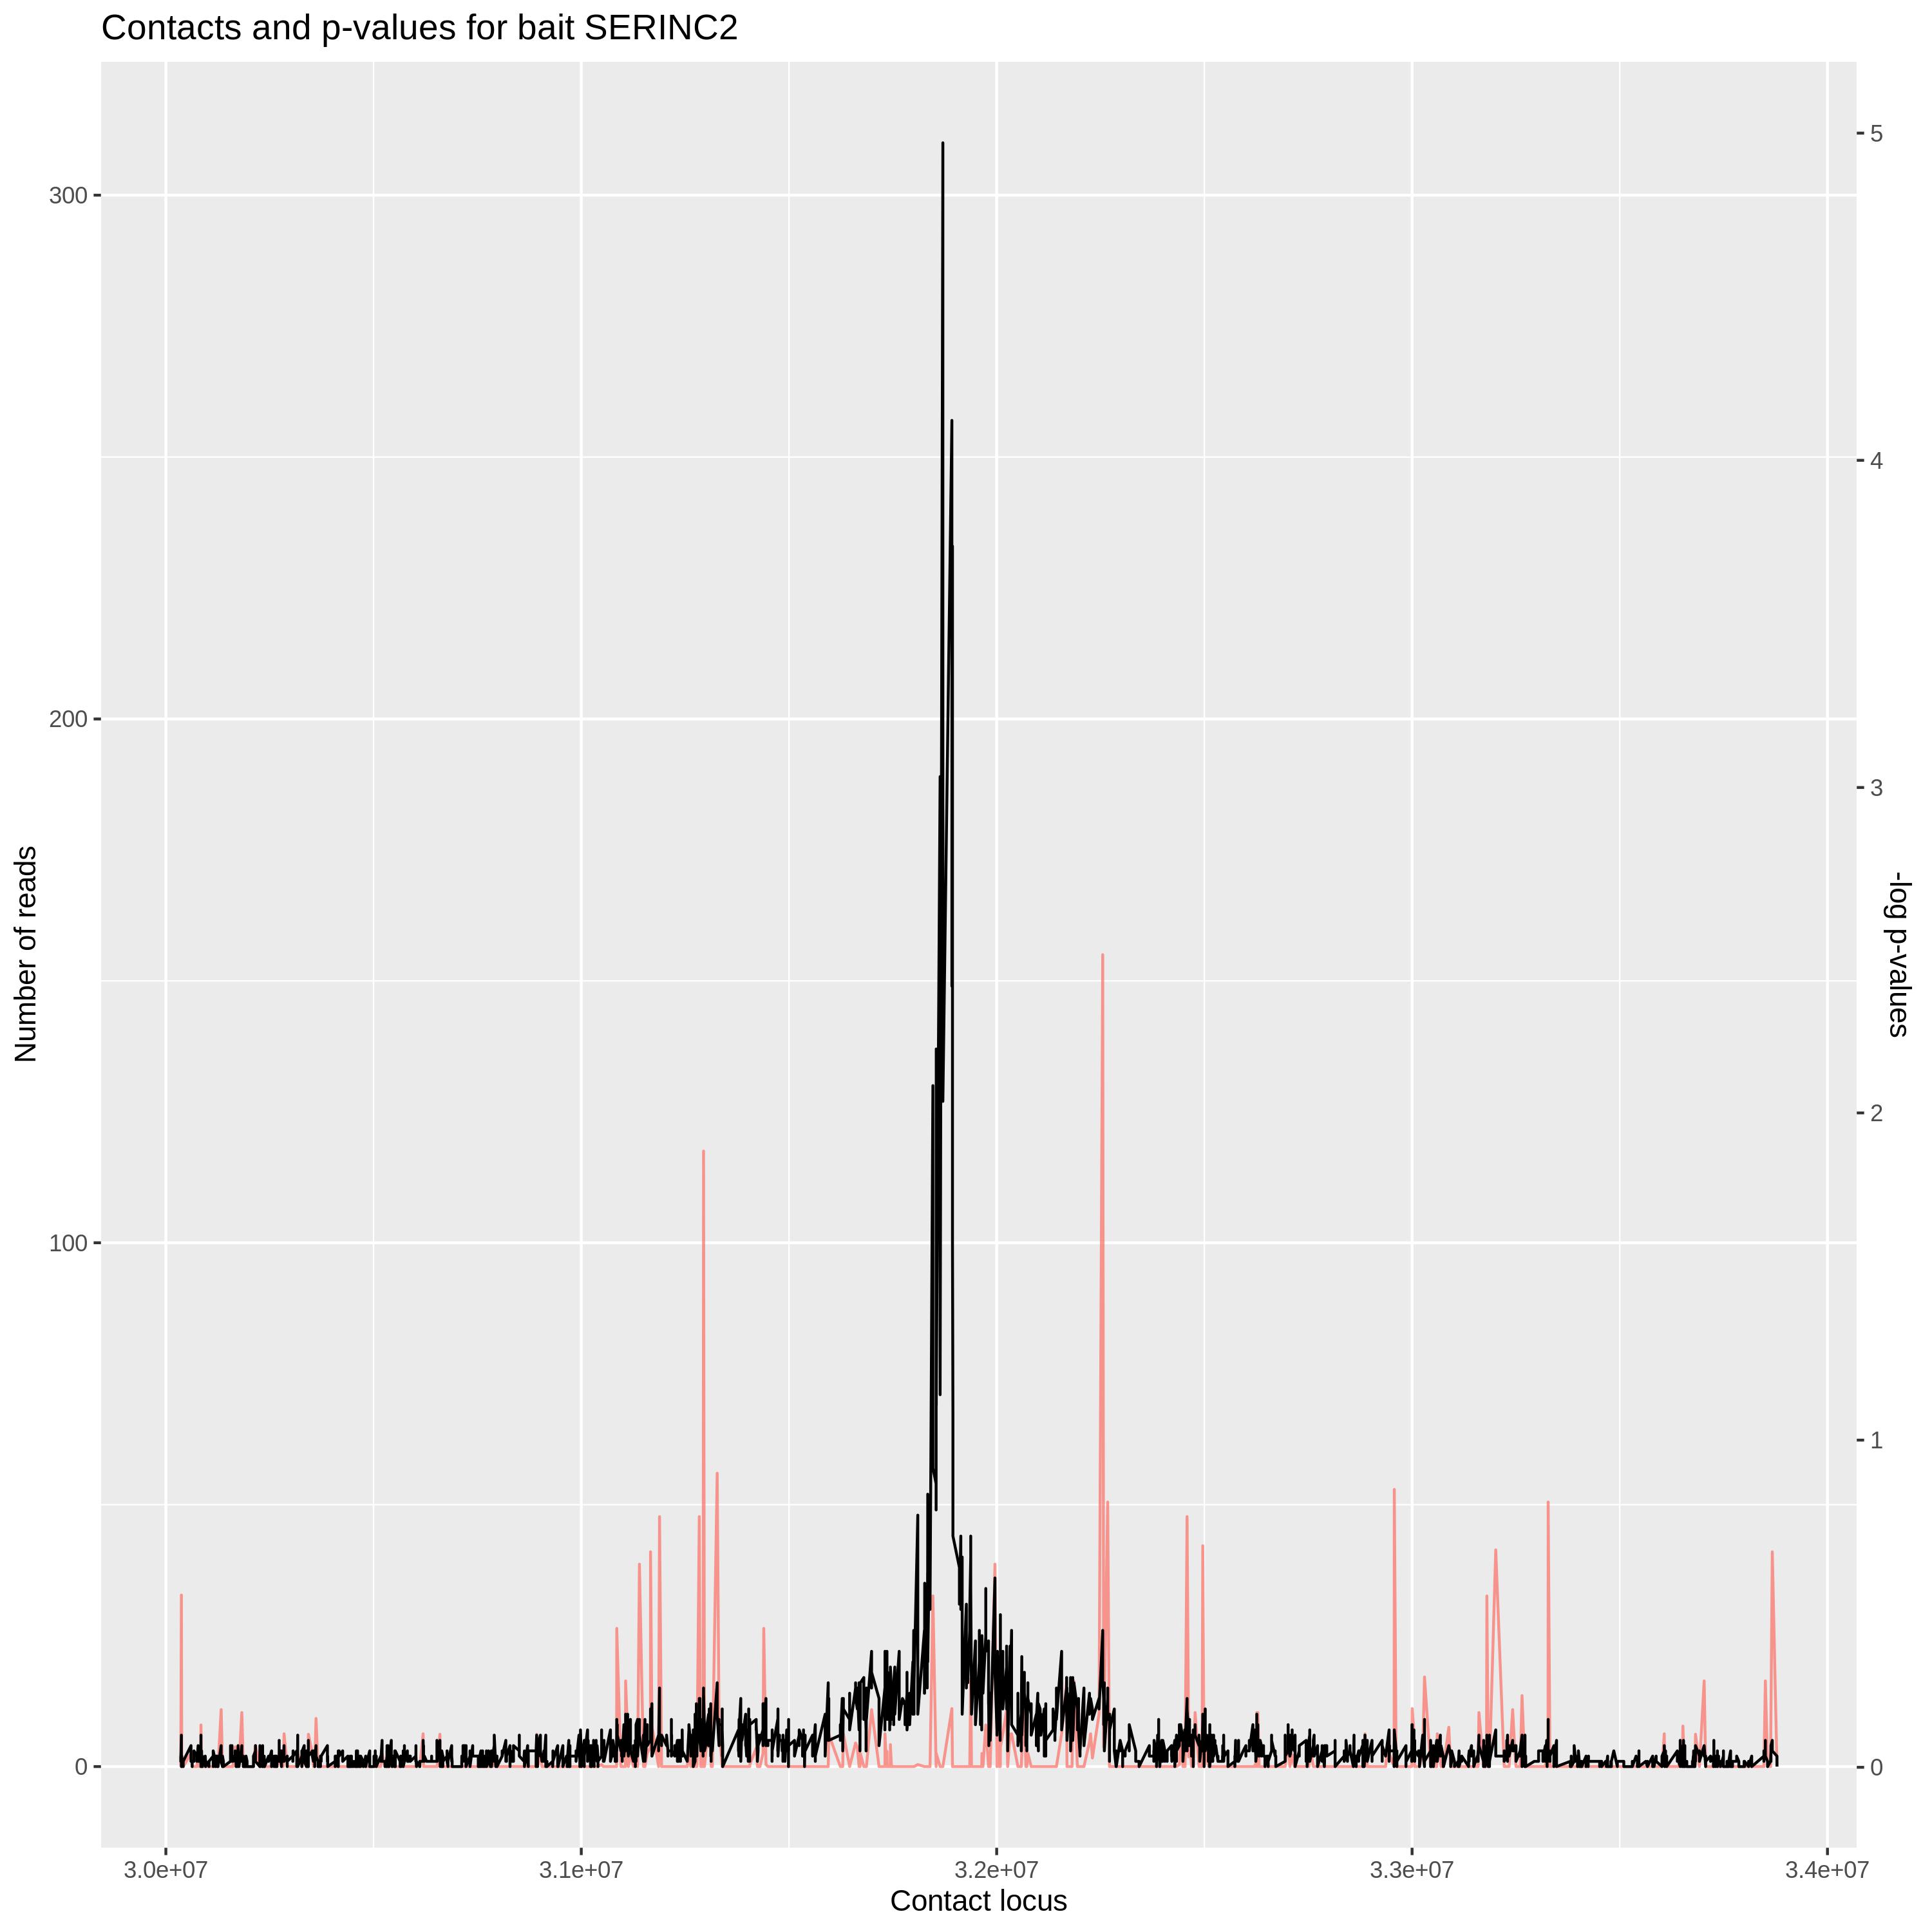 Contacts and p-values for bait SERINC2
300
200
100
0
Number of reads
5
4
3
2
1
0
-log p-values
3.0e+07 3.1e+07 3.2e+07 3.3e+07 3.4e+07
Contact locus